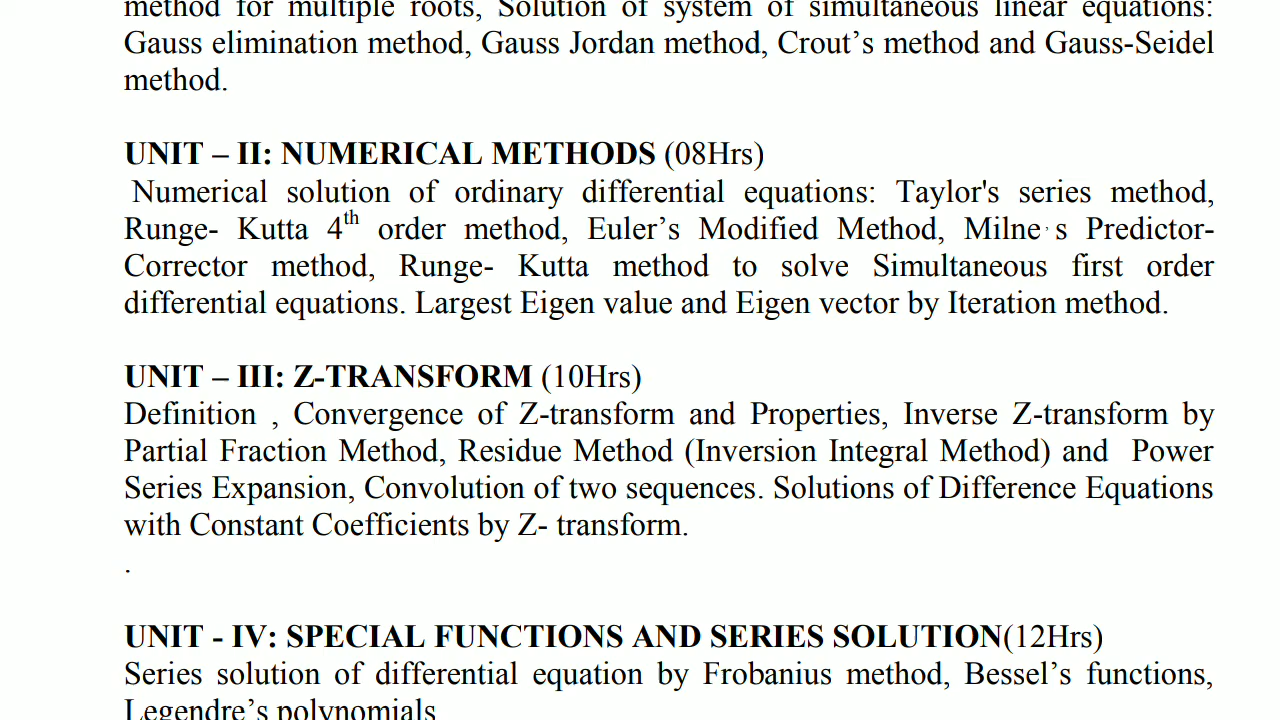 method for multiple roots, Solution of system of simultaneous linear equations:
Gauss elimination method, Gauss Jordan method, Crout’s method and Gauss-Seidel
method.
UNIT – II: NUMERICAL METHODS (08Hrs)
Numerical solution of ordinary differential equations: Taylor's series method,
Runge- Kutta 4th order method, Euler’s Modified Method, Milne’s Predictor-
Corrector method, Runge- Kutta method to solve Simultaneous first order
differential equations. Largest Eigen value and Eigen vector by Iteration method.
UNIT – III: Z-TRANSFORM (10Hrs)
Definition , Convergence of Z-transform and Properties, Inverse Z-transform by
Partial Fraction Method, Residue Method (Inversion Integral Method) and Power
Series Expansion, Convolution of two sequences. Solutions of Difference Equations
with Constant Coefficients by Z- transform.
.
UNIT - IV: SPECIAL FUNCTIONS AND SERIES SOLUTION(12Hrs)
Series solution of differential equation by Frobanius method, Bessel’s functions,
Legendre’s polynomials